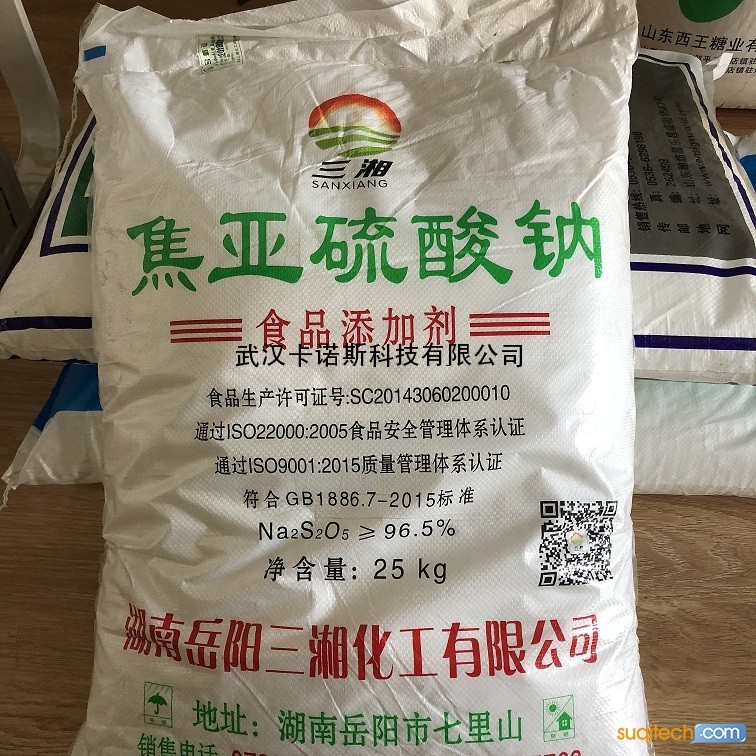 三湘
SANXIANG
焦亚硫酸钠
食品添加剂
武汉卡诺斯科技有限公司
食品生产许可证号:SC20143060200010
通过ISO22000:2005食品安全管理体系认证
通过ISO9001:2015质量管理体系认证
符合GB1886.7-2015标准
Na₂S₂O₅ ≥ 96.5%
净含量: 25 kg
湖南岳阳三湘化工有限公司
地址: 湖南岳阳市七里山
销售电话
山东西王糖业有
suqitech.com